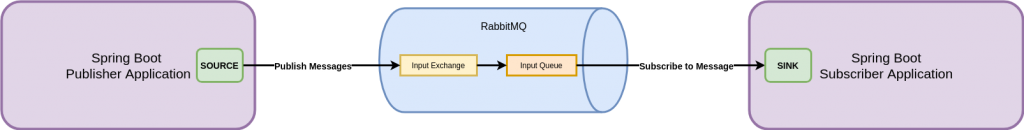 Spring Boot
Publisher Application
SOURCE
Publish Messages
RabbitMQ
Input Exchange
Input Queue
Subscribe to Message
SINK
Spring Boot
Subscriber Application